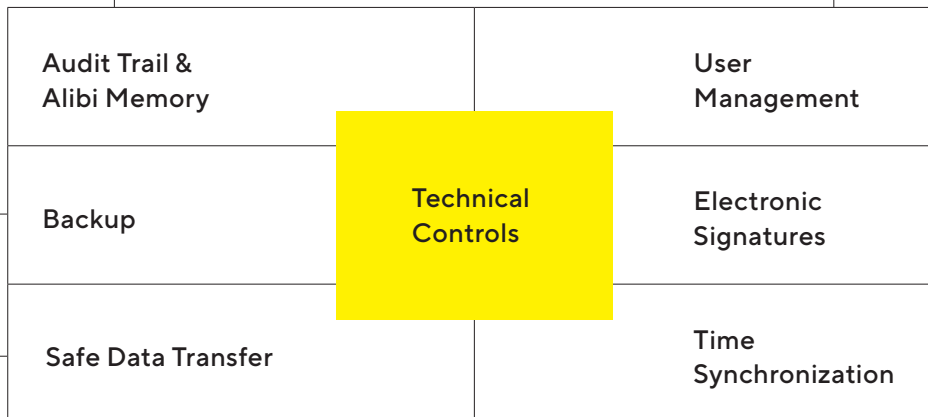 Audit Trail &
Alibi Memory
User
Management
Backup
Technical
Controls
Electronic
Signatures
Safe Data Transfer
Time
Synchronization